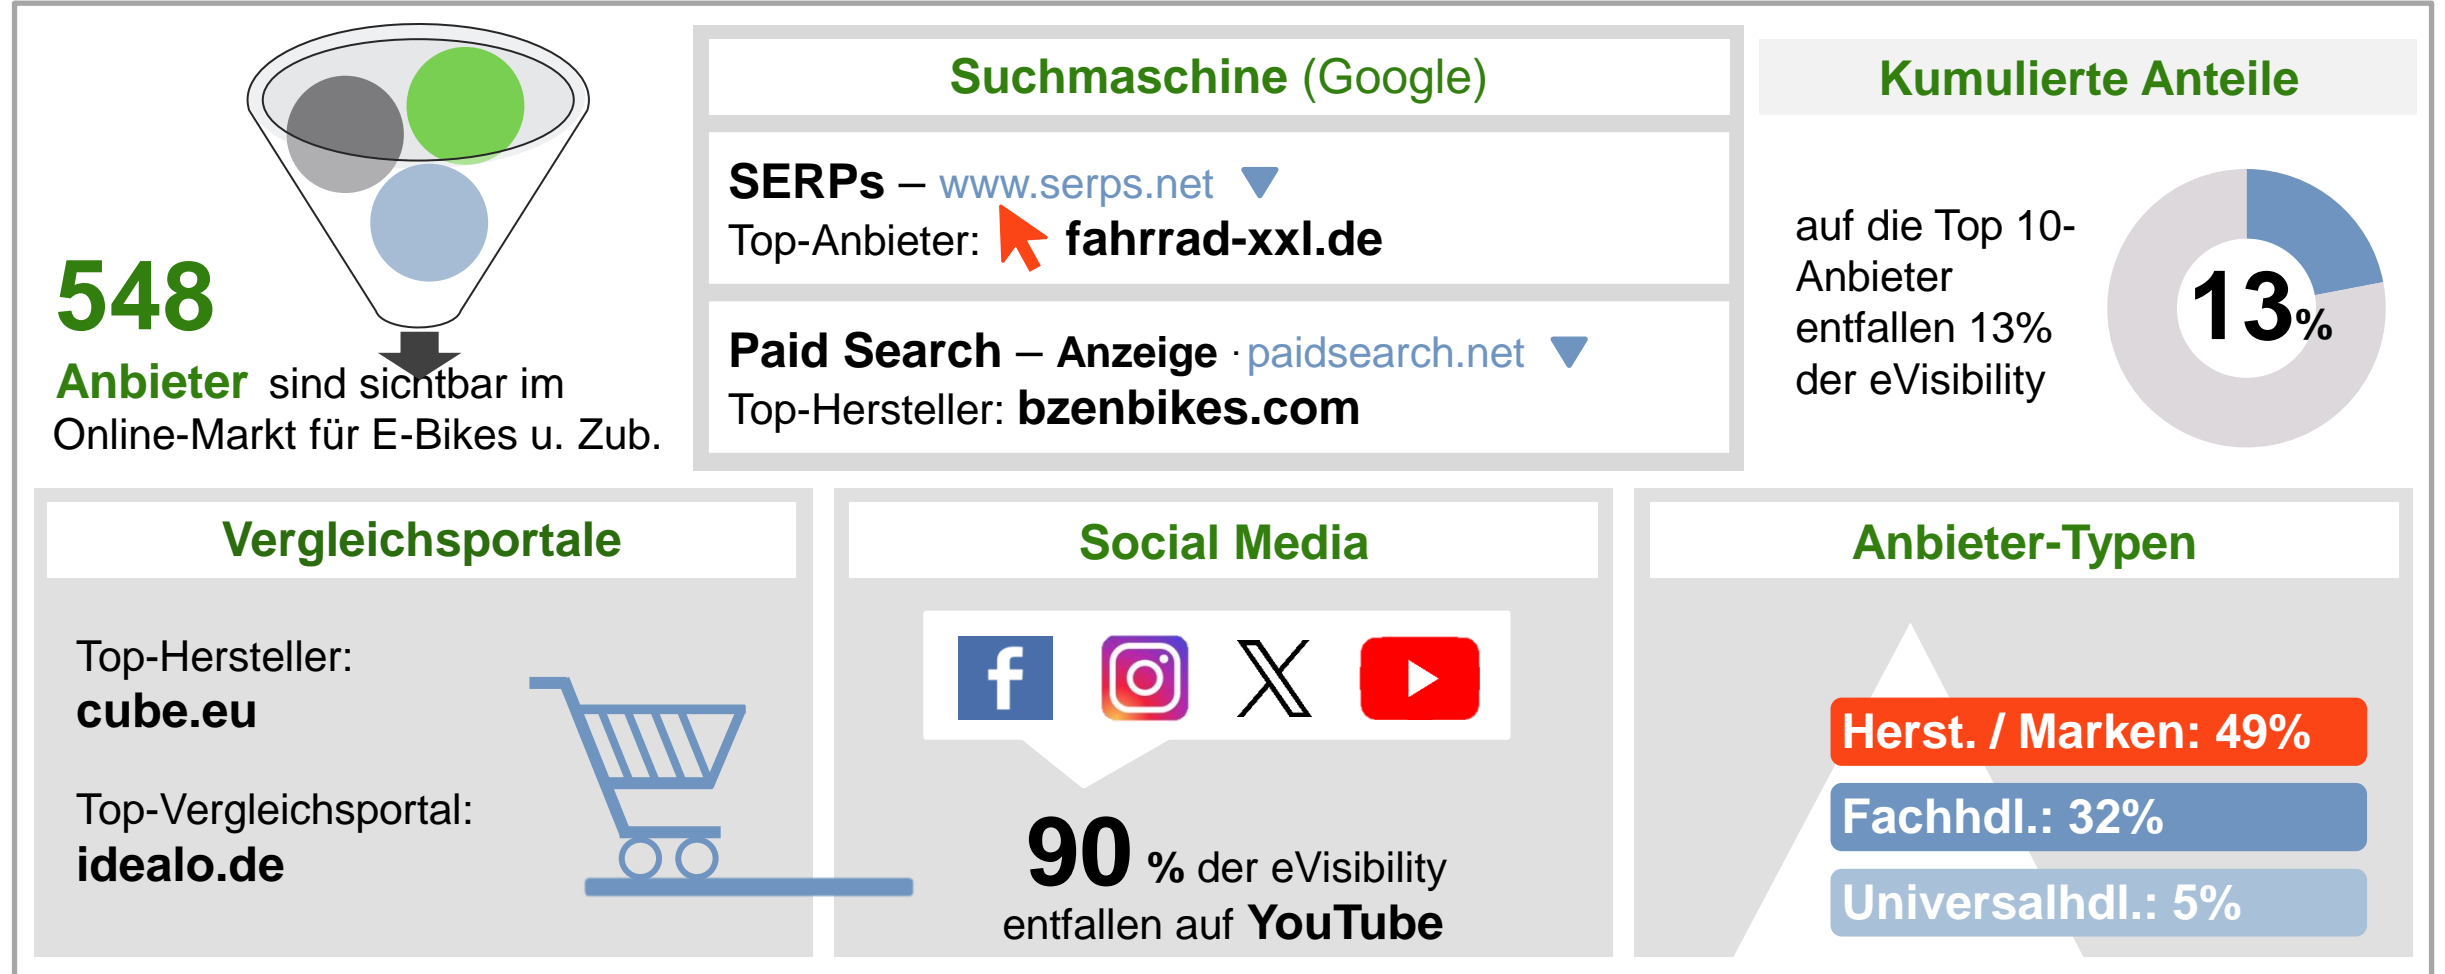 548
Anbieter sind sichtbar im
Online-Markt für E-Bikes u. Zub.
Suchmaschine (Google)
SERPs – www.serps.net
Top-Anbieter: fahrrad-xxl.de
Paid Search – Anzeige · paidsearch.net
Top-Hersteller: bzenbikes.com
Kumulierte Anteile
auf die Top 10-
Anbieter
entfallen 13%
der eVisibility
13%
Vergleichsportale
Top-Hersteller:
cube.eu
Top-Vergleichsportal:
idealo.de
Social Media
90 % der eVisibility
entfallen auf YouTube
Anbieter-Typen
Herst. / Marken: 49%
Fachhdl.: 32%
Universalhdl.: 5%